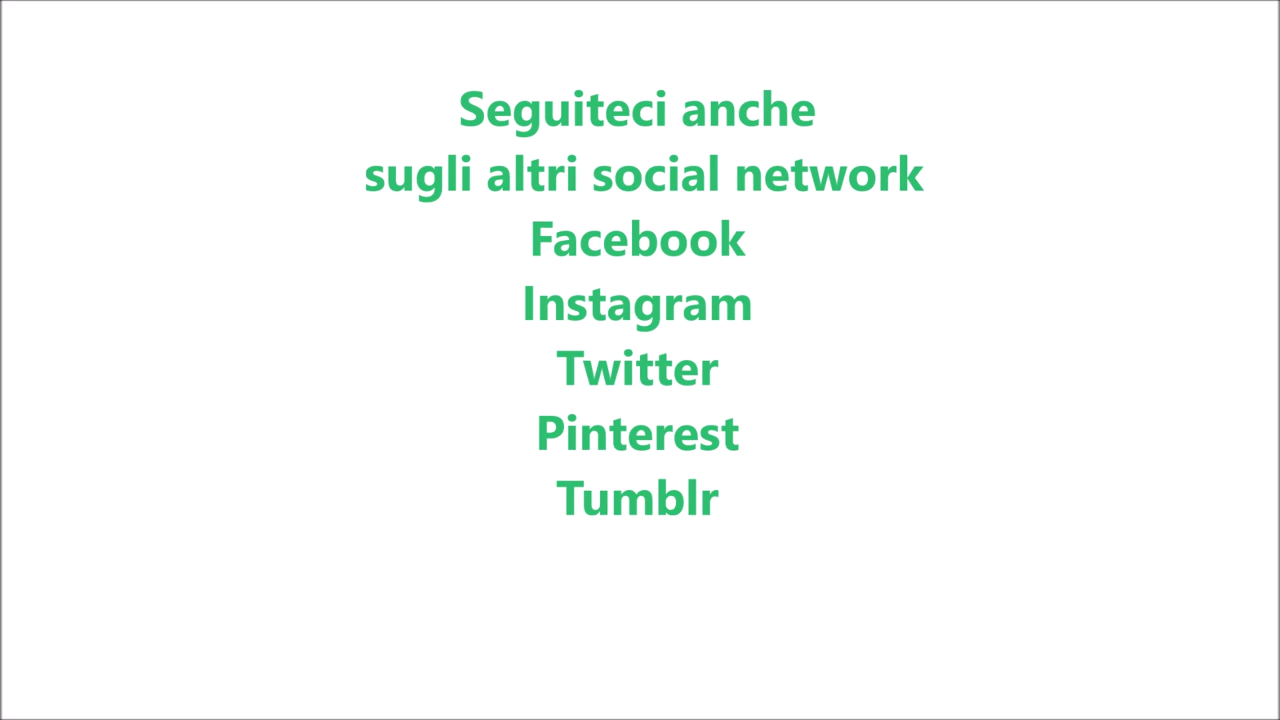 Seguiteci anche
sugli altri social network
Facebook
Instagram
Twitter
Pinterest
Tumblr